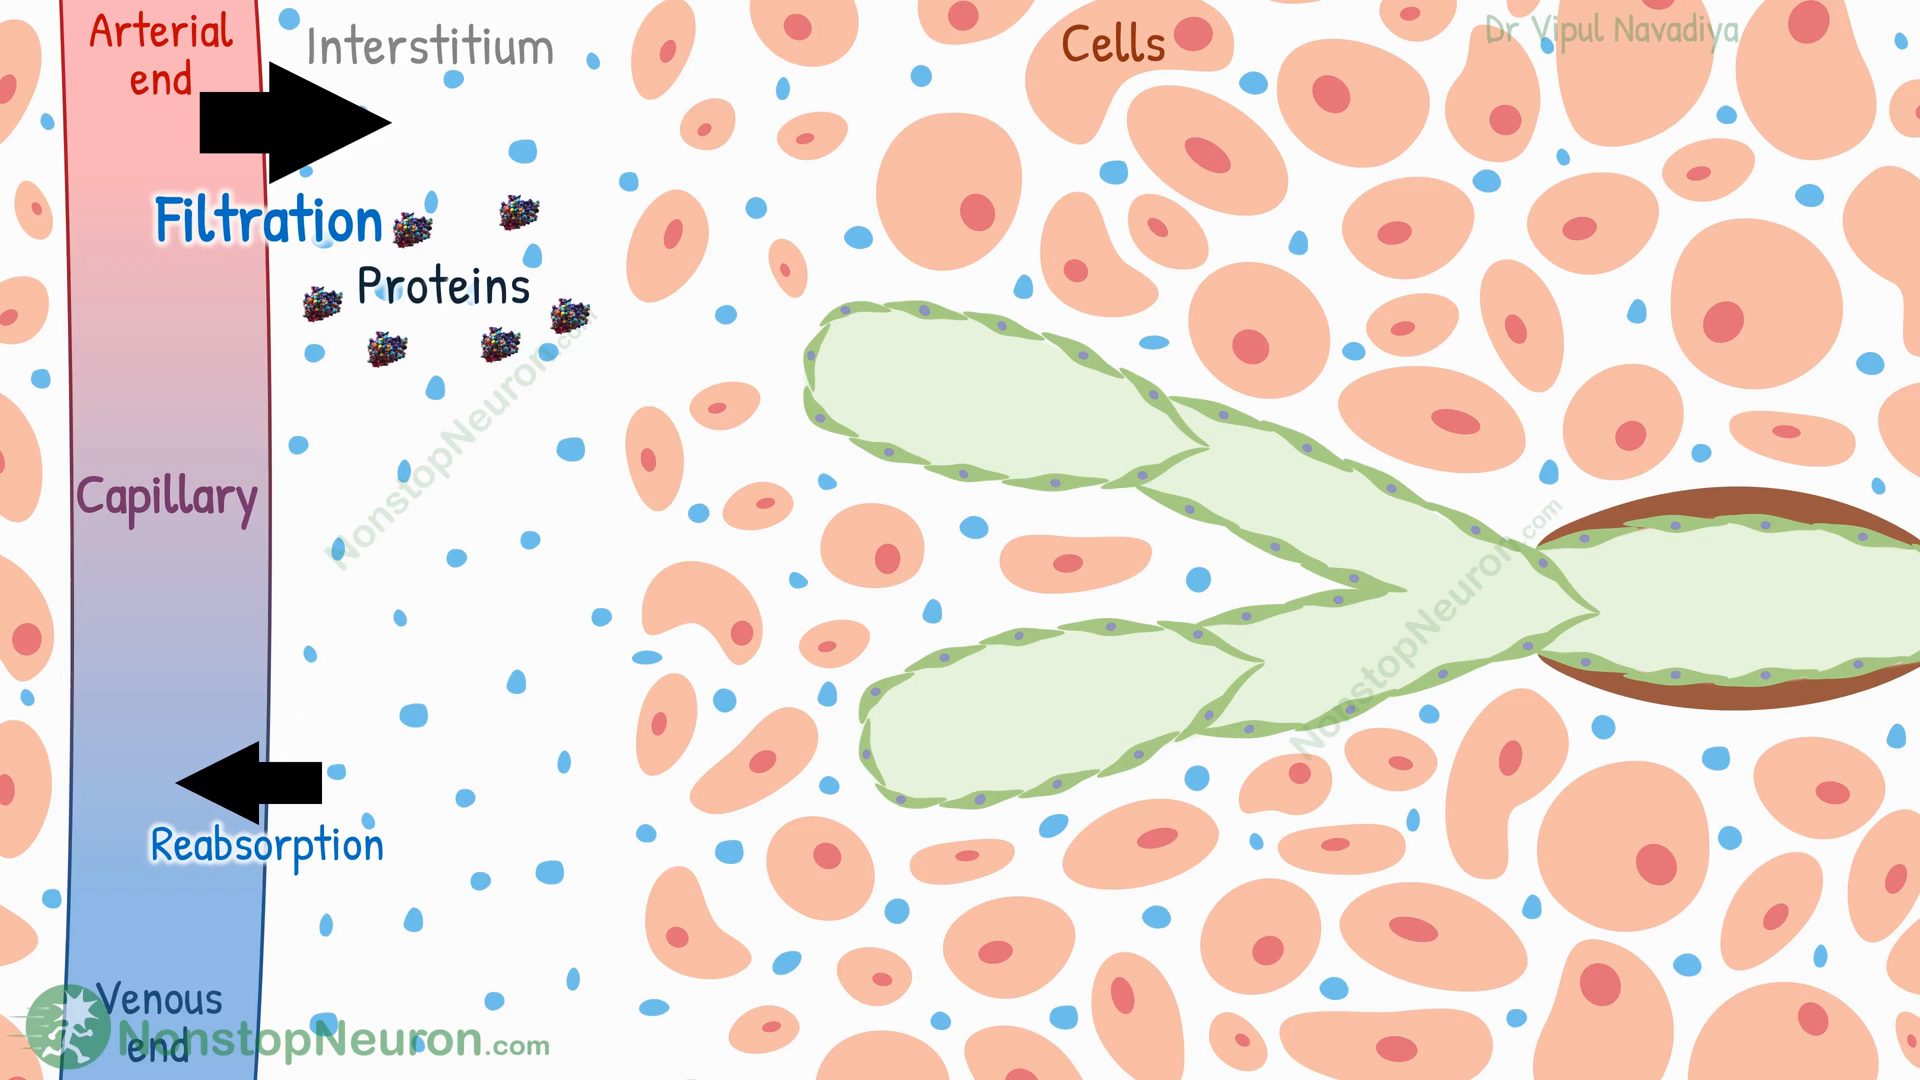 Arterial
end
Interstitium
Cells
Dr Vipul Navadiya
Filtration
Proteins
NonstopNeuron.com
Capillary
NonstopNeuron.com
Reabsorption
Venous
end
NonstopNeuron.com